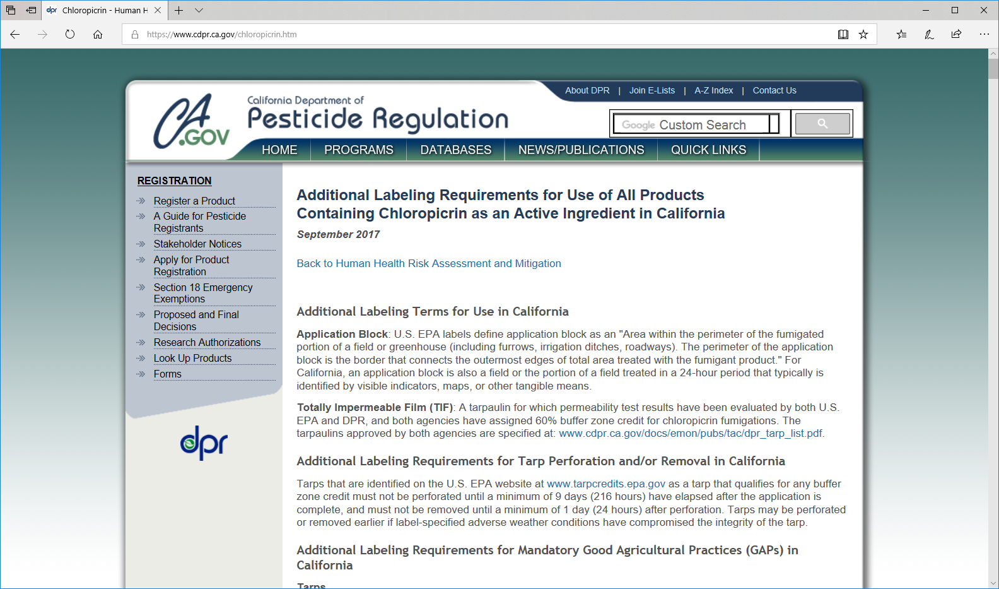 Chloropicrin - Human H
https://www.cdpr.ca.gov/chloropicrin.htm
About DPR | Join E-Lists | A-Z Index | Contact Us
CA.GOV
California Department of
Pesticide Regulation
Google Custom Search
HOME PROGRAMS DATABASES NEWS/PUBLICATIONS QUICK LINKS
REGISTRATION
Register a Product
A Guide for Pesticide
Registrants
Stakeholder Notices
Apply for Product
Registration
Section 18 Emergency
Exemptions
Proposed and Final
Decisions
Research Authorizations
Look Up Products
Forms
dpr
Additional Labeling Requirements for Use of All Products
Containing Chloropicrin as an Active Ingredient in California
September 2017
Back to Human Health Risk Assessment and Mitigation
Additional Labeling Terms for Use in California
Application Block: U.S. EPA labels define application block as an "Area within the perimeter of the fumigated
portion of a field or greenhouse (including furrows, irrigation ditches, roadways). The perimeter of the application
block is the border that connects the outermost edges of total area treated with the fumigant product." For
California, an application block is also a field or the portion of a field treated in a 24-hour period that typically is
identified by visible indicators, maps, or other tangible means.
Totally Impermeable Film (TIF): A tarpaulin for which permeability test results have been evaluated by both U.S.
EPA and DPR, and both agencies have assigned 60% buffer zone credit for chloropicrin fumigations. The
tarpaulins approved by both agencies are specified at: www.cdpr.ca.gov/docs/emon/pubs/tac/dpr_tarp_list.pdf.
Additional Labeling Requirements for Tarp Perforation and/or Removal in California
Tarps that are identified on the U.S. EPA website at www.tarpcredits.epa.gov as a tarp that qualifies for any buffer
zone credit must not be perforated until a minimum of 9 days (216 hours) have elapsed after the application is
complete, and must not be removed until a minimum of 1 day (24 hours) after perforation. Tarps may be perforated
or removed earlier if label-specified adverse weather conditions have compromised the integrity of the tarp.
Additional Labeling Requirements for Mandatory Good Agricultural Practices (GAPs) in
California
Tarps